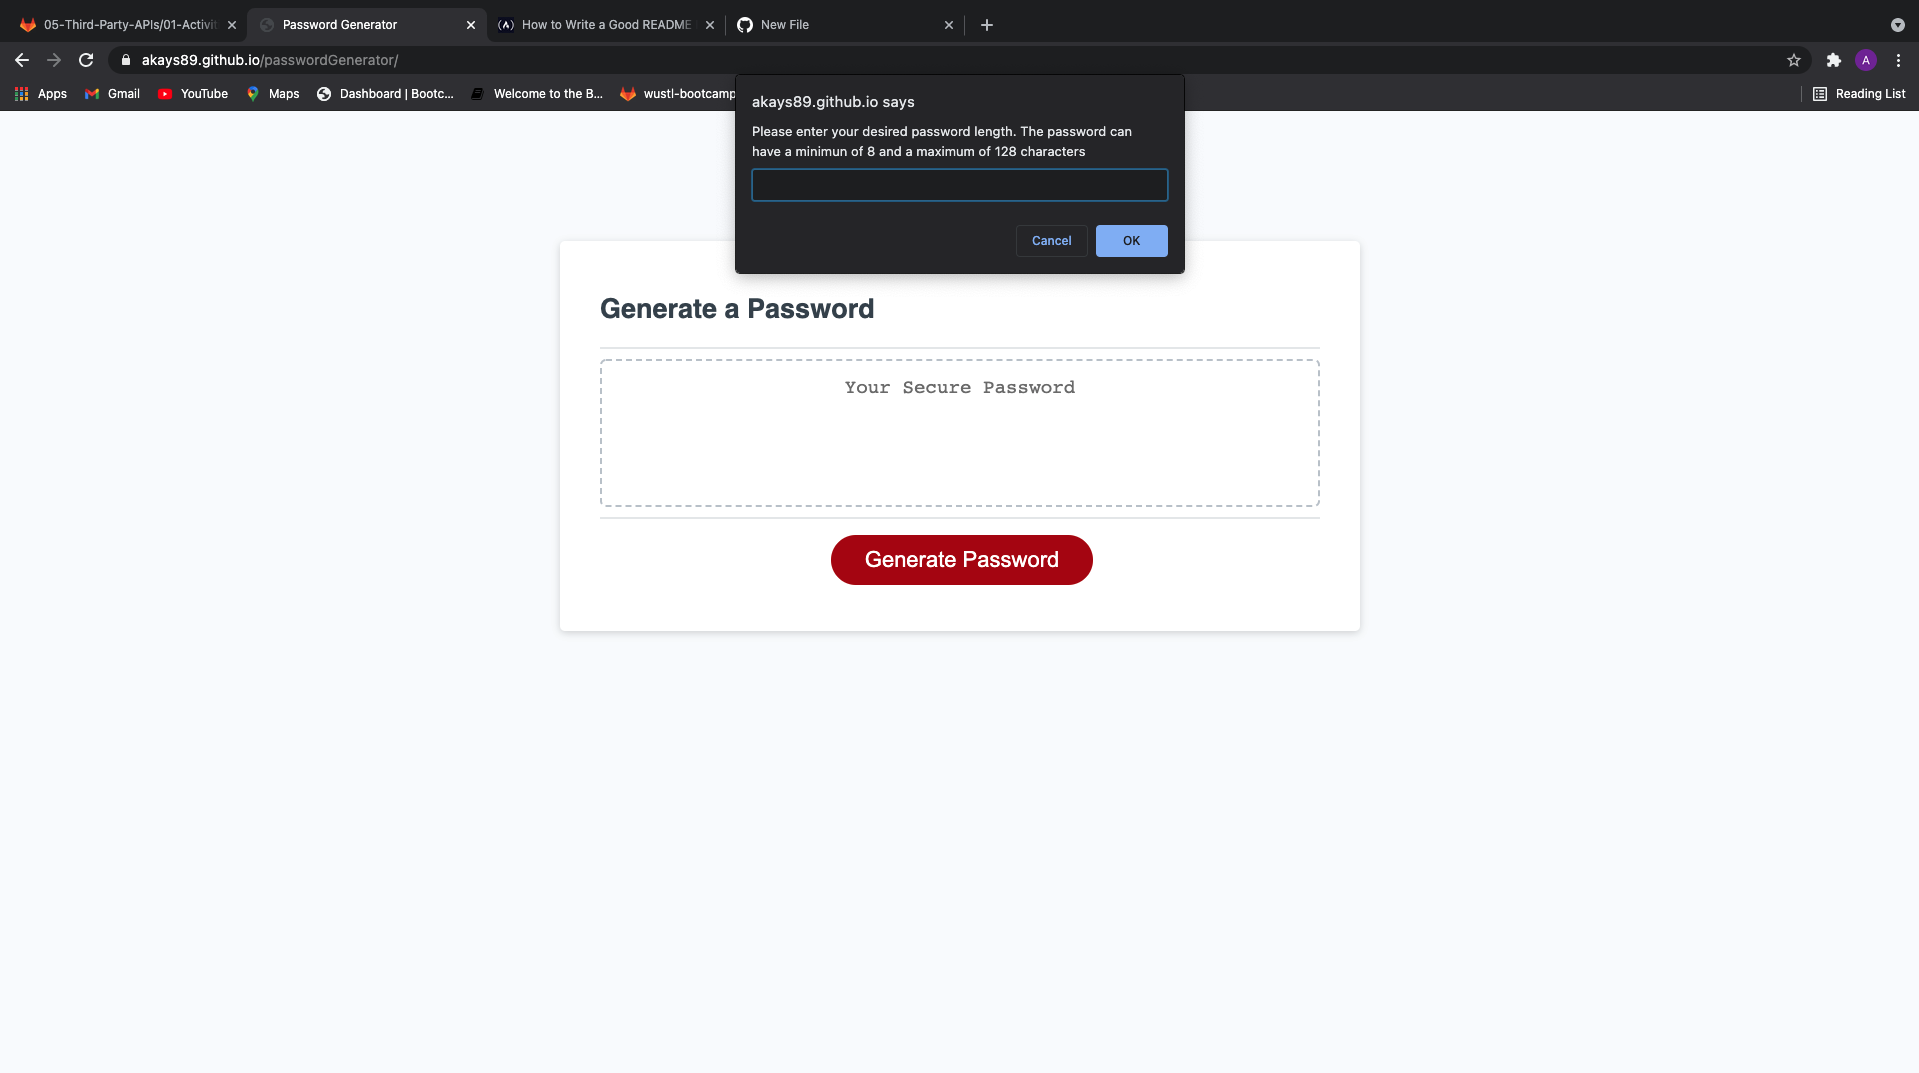 05-Third-Party-APIs/01-Activit
Password Generator
How to Write a Good README
New File
akays89.github.io/passwordGenerator/
A
Apps
Gmail
YouTube
Maps
Dashboard | Bootc...
Welcome to the B...
wustl-bootcamp
Reading List
akays89.github.io says
Please enter your desired password length. The password can
have a minimun of 8 and a maximum of 128 characters
Cancel
OK
Generate a Password
Your Secure Password
Generate Password